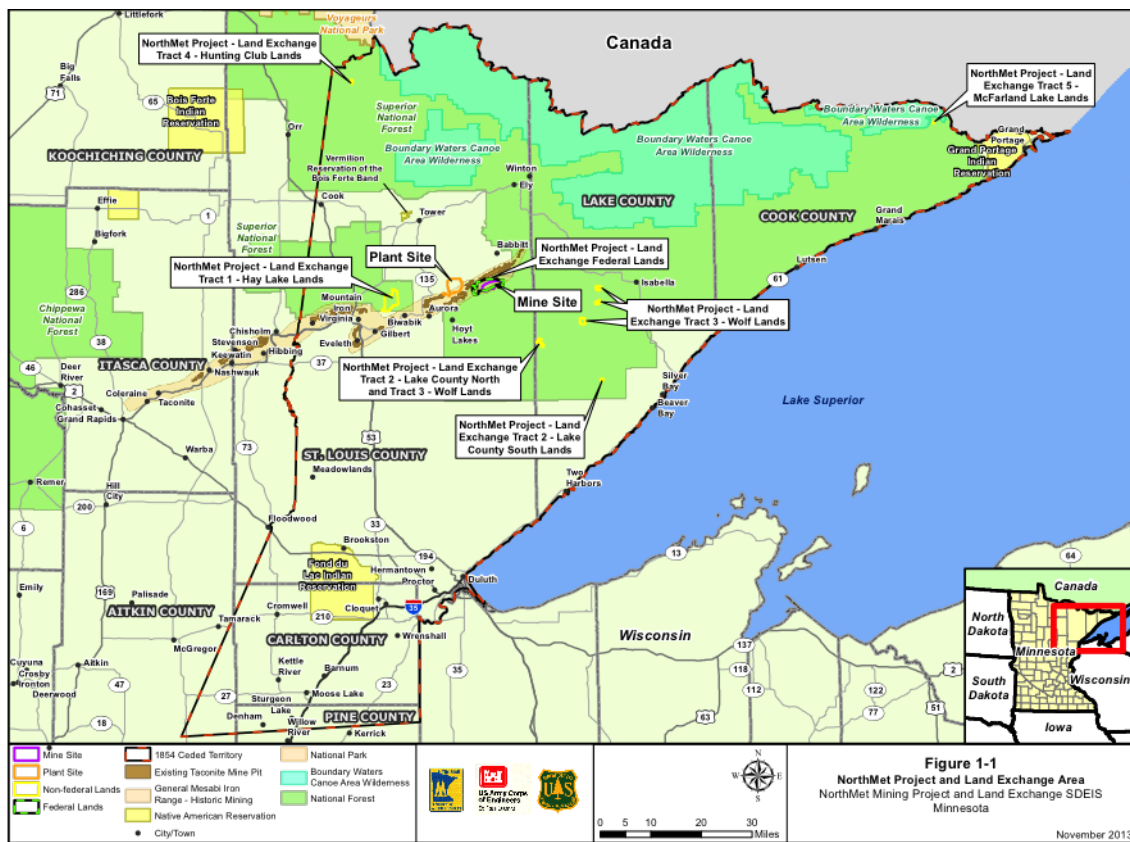 Littlefork
Voyageurs
National Park
Canada
NorthMet Project - Land Exchange
Tract 4 - Hunting Club Lands
NorthMet Project - Land
Exchange Tract 5 -
McFarland Lake Lands
Big
Falls
71
65
Bois Forte
Indian
Reservation
Orr
Superior
National
Forest
Boundary Waters Canoe
Area Wilderness
Boundary Waters Canoe
Area Wilderness
Boundary Waters Canoe
Area Wilderness
Grand
Portage
Grand Portage
Indian
Reservation
KOOCHICHING COUNTY
Vermilion
Reservation of the
Bois Forte Band
Winton
Ely
LAKE COUNTY
COOK COUNTY
Effie
1
Bigfork
Cook
Tower
Grand
Marais
Superior
National
Forest
Babbitt
Plant Site
NorthMet Project - Land
Exchange Federal Lands
Lutsen
61
NorthMet Project - Land Exchange
Tract 1 - Hay Lake Lands
135
Isabella
Mine Site
286
Chippewa
National
Forest
38
Mountain
Iron
Virginia
Biwabik
Aurora
Gilbert
Eveleth
Hoyt
Lakes
NorthMet Project - Land
Exchange Tract 3 - Wolf Lands
Chisholm
Stevenson
Keewatin
Hibbing
Nashwauk
37
ITASCA COUNTY
46
Deer
River
2
Coleraine
Taconite
Cohasset
Grand Rapids
NorthMet Project - Land Exchange
Tract 2 - Lake County North
and Tract 3 - Wolf Lands
Silver
Bay
Beaver
Bay
Lake Superior
NorthMet Project - Land
Exchange Tract 2 - Lake
County South Lands
53
73
Warba
ST. LOUIS COUNTY
Meadowlands
Remer
Hill
City
200
6
Two
Harbors
Floodwood
33
Brookston
194
13
64
Fond du
Lac Indian
Reservation
Hermantown
Proctor
Duluth
Emily
169
Palisade
AITKIN COUNTY
Cromwell
210
Cloquet
35
Tamarack
CARLTON COUNTY
Wrenshall
Wisconsin
McGregor
Aitkin
Cuyuna
Crosby
Ironton
Deerwood
47
18
Kettle
River
Barnum
27
Moose Lake
23
35
Sturgeon
Lake
Denham
Willow
River
PINE COUNTY
Kerrick
137
118
112
2
122
77
51
63
Canada
North
Dakota
Minnesota
South
Dakota
Wisconsin
Iowa
Mine Site
Plant Site
Non-federal Lands
Federal Lands
1854 Ceded Territory
Existing Taconite Mine Pit
General Mesabi Iron
Range - Historic Mining
Native American Reservation
City/Town
National Park
Boundary Waters
Canoe Area Wilderness
National Forest
US Army Corps
of Engineers
N
W E
S
0 5 10 20 30
Miles
Figure 1-1
NorthMet Project and Land Exchange Area
NorthMet Mining Project and Land Exchange SDEIS
Minnesota
November 2013